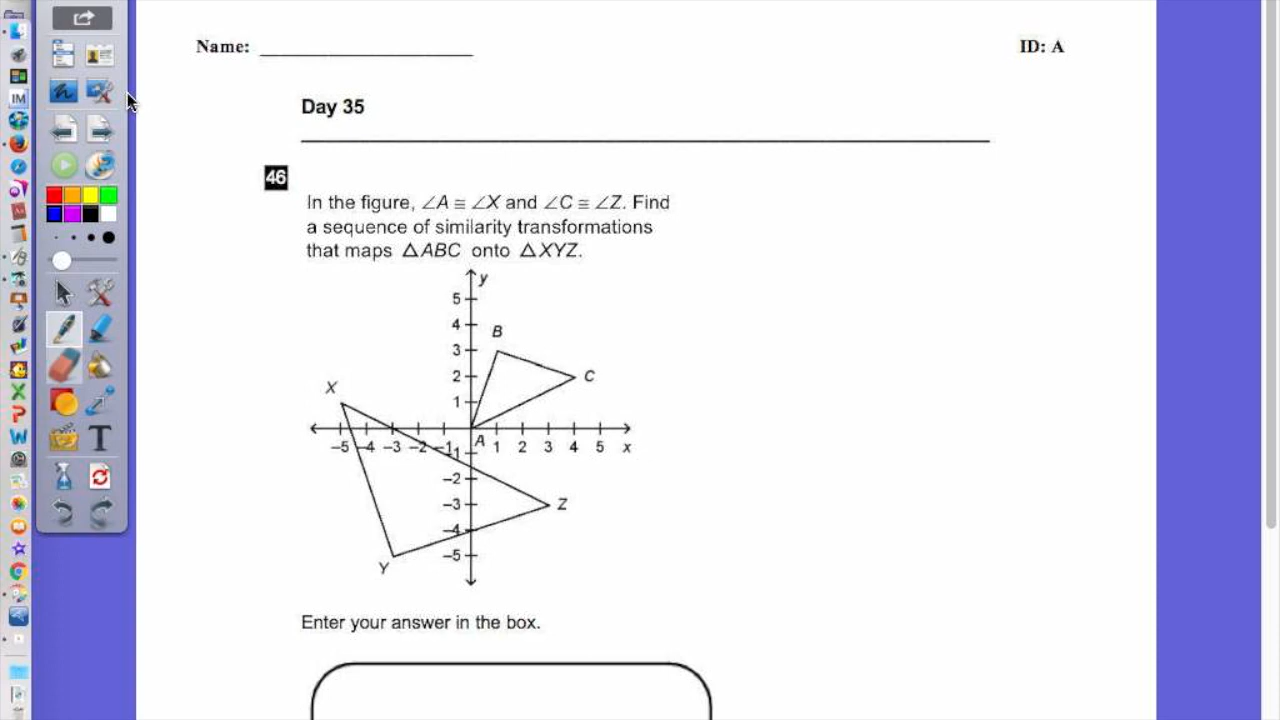 Name: ____________________ ID: A
Day 35
46
In the figure, ∠A ≅ ∠X and ∠C ≅ ∠Z. Find
a sequence of similarity transformations
that maps △ABC onto △XYZ.
y
5
4
B
3
2
C
1
X
–5 –4 –3 –2 –1 A 1 2 3 4 5 x
–2
–3
Z
–4
–5
Y
Enter your answer in the box.
IM
X
P
W
T